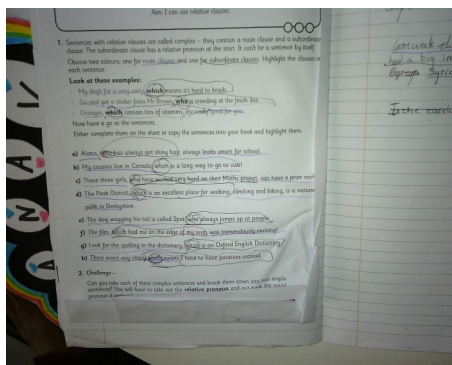 Aim: I can use relative clauses
1. Sentences with relative clauses are called complex – they contain a main clause and a subordinate
clause. The subordinate clause has a relative pronoun at the start. It can't be a sentence by itself.
Choose two colours, one for main clauses and one for subordinate clauses. Highlight the clauses in
each sentence.
Look at these examples:
- My dog's fur is very curly, which means it's hard to brush.
- Go and get a sticker from Mr Brown, who is standing at the finish line.
- Oranges, which contain lots of vitamins, are really good for you.
Now have a go at the sentences.
Either complete them on the sheet or copy the sentences into your book and highlight them.
a) Alana, who has always got shiny hair, always looks smart for school.
b) My cousins live in Canada, which is a long way to go to visit!
c) These three girls, who have worked very hard on their Maths project, can have a prize each
d) The Peak District, which is an excellent place for walking, climbing and biking, is a national
park in Derbyshire.
e) The dog wagging his tail is called Spot, who always jumps up at people.
f) The film, which had me on the edge of my seat, was tremendously exciting!
g) Look for the spelling in the dictionary, which is an Oxford English Dictionary.
h) There aren't any chips, which means I have to have potatoes instead.
2. Challenge –
Can you take each of these complex sentences and break them down into two simple
sentences? You will have to take out the relative pronoun and put back the noun
had a big